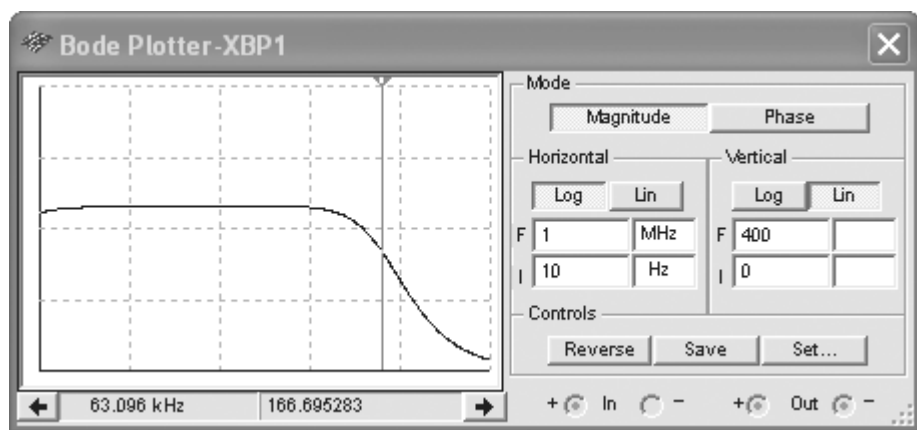 Bode Plotter-XBP1
Mode
Magnitude Phase
Horizontal Vertical
Log Lin Log Lin
F 1 MHz F 400
I 10 Hz I 0
Controls
Reverse Save Set...
63.096 kHz 166.695283 + In - + Out -